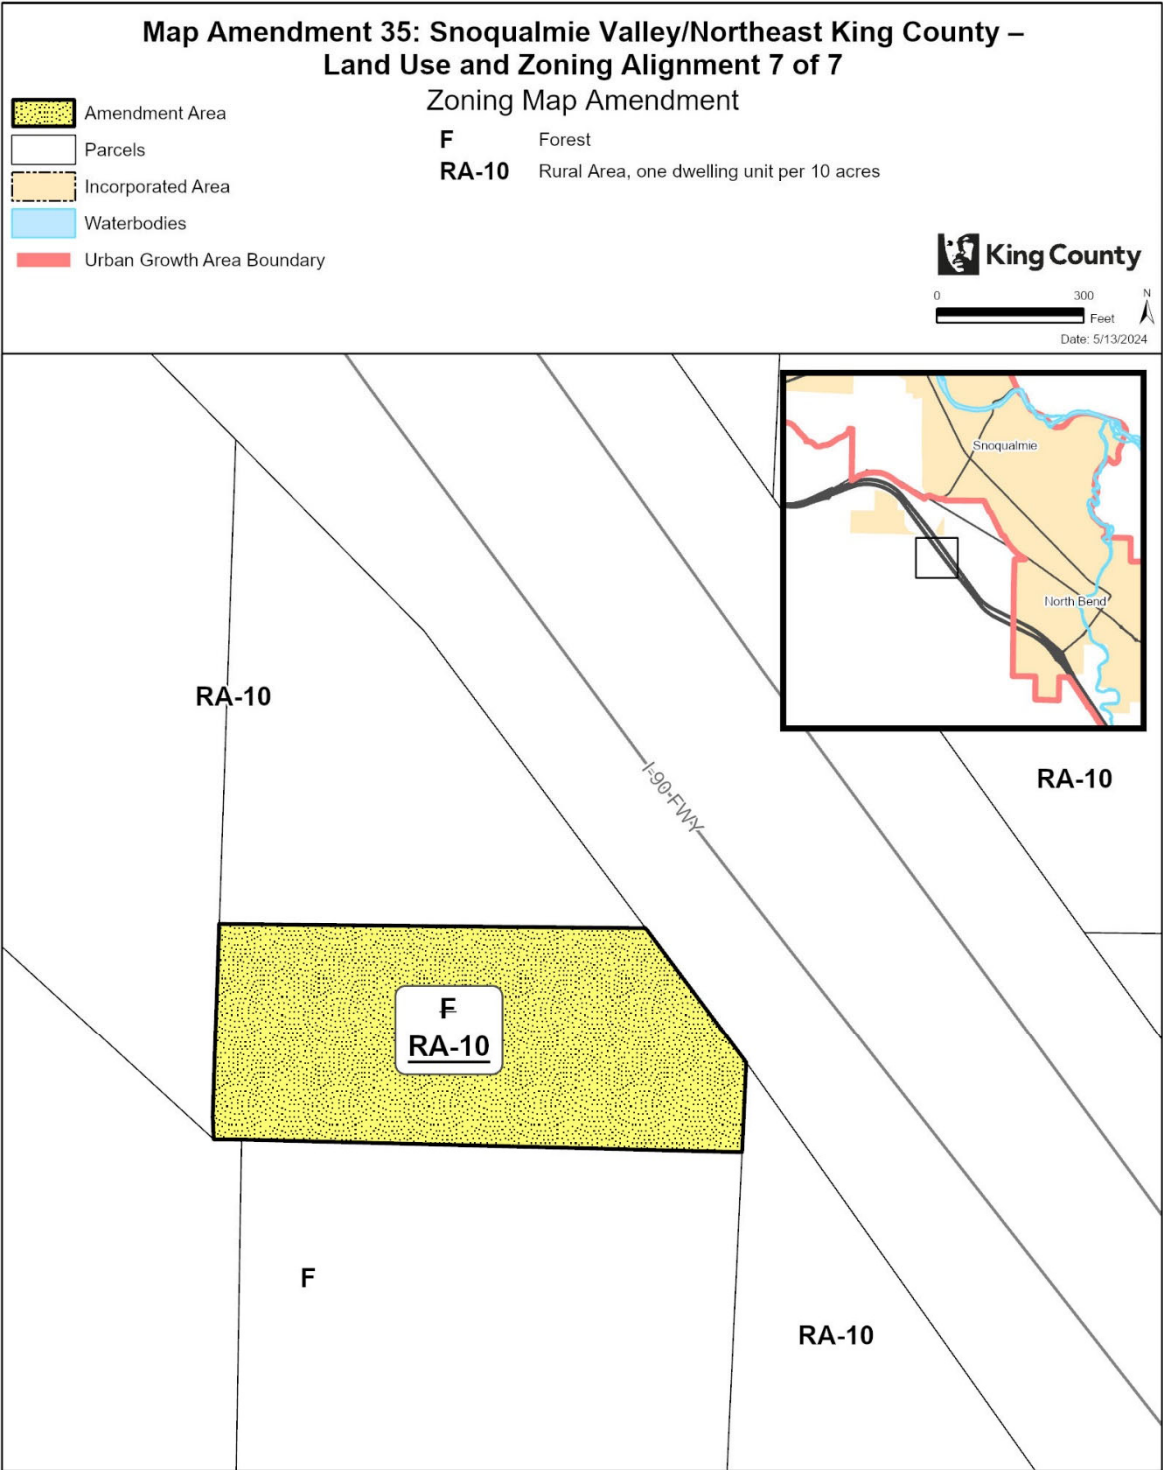 Map Amendment 35: Snoqualmie Valley/Northeast King County –
Land Use and Zoning Alignment 7 of 7
Zoning Map Amendment
Amendment Area
Parcels
Incorporated Area
Waterbodies
Urban Growth Area Boundary
F Forest
RA-10 Rural Area, one dwelling unit per 10 acres
King County
0 300
Feet
N
Date: 5/13/2024
Snoqualmie
North Bend
RA-10
RA-10
I-90-FWY
F
RA-10
F
RA-10